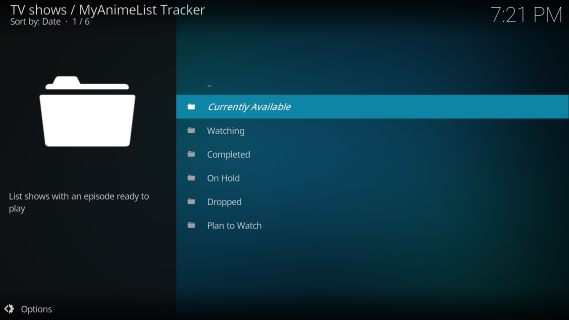 TV shows / MyAnimeList Tracker
Sort by: Date · 1 / 6
7:21 PM
..
Currently Available
Watching
Completed
On Hold
Dropped
Plan to Watch
List shows with an episode ready to
play
Options